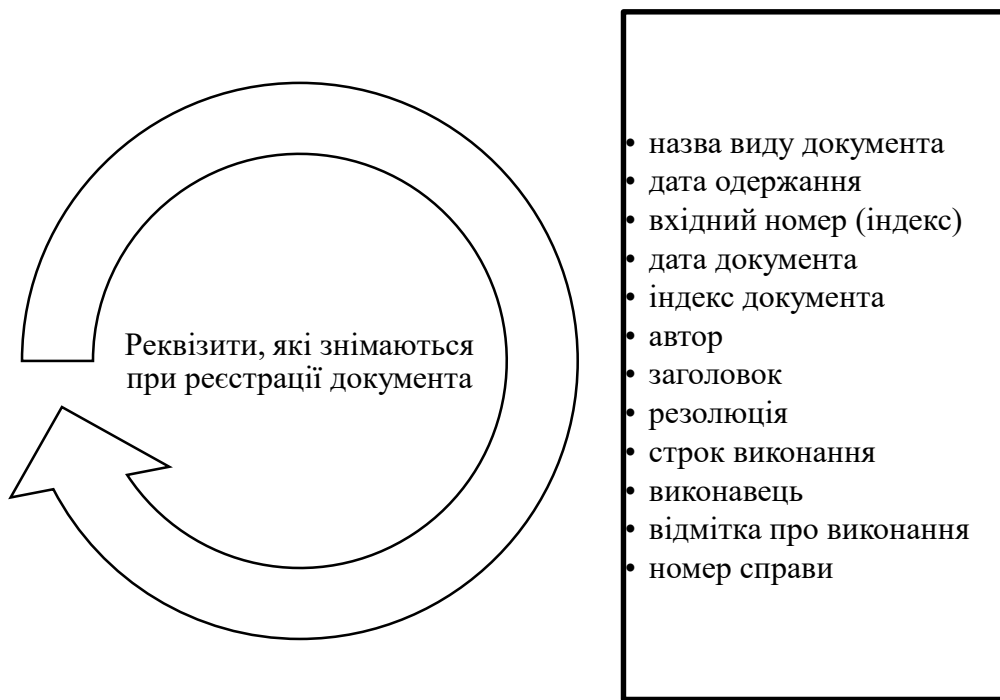 Реквізити, які знімаються
при реєстрації документа
• назва виду документа
• дата одержання
• вхідний номер (індекс)
• дата документа
• індекс документа
• автор
• заголовок
• резолюція
• строк виконання
• виконавець
• відмітка про виконання
• номер справи